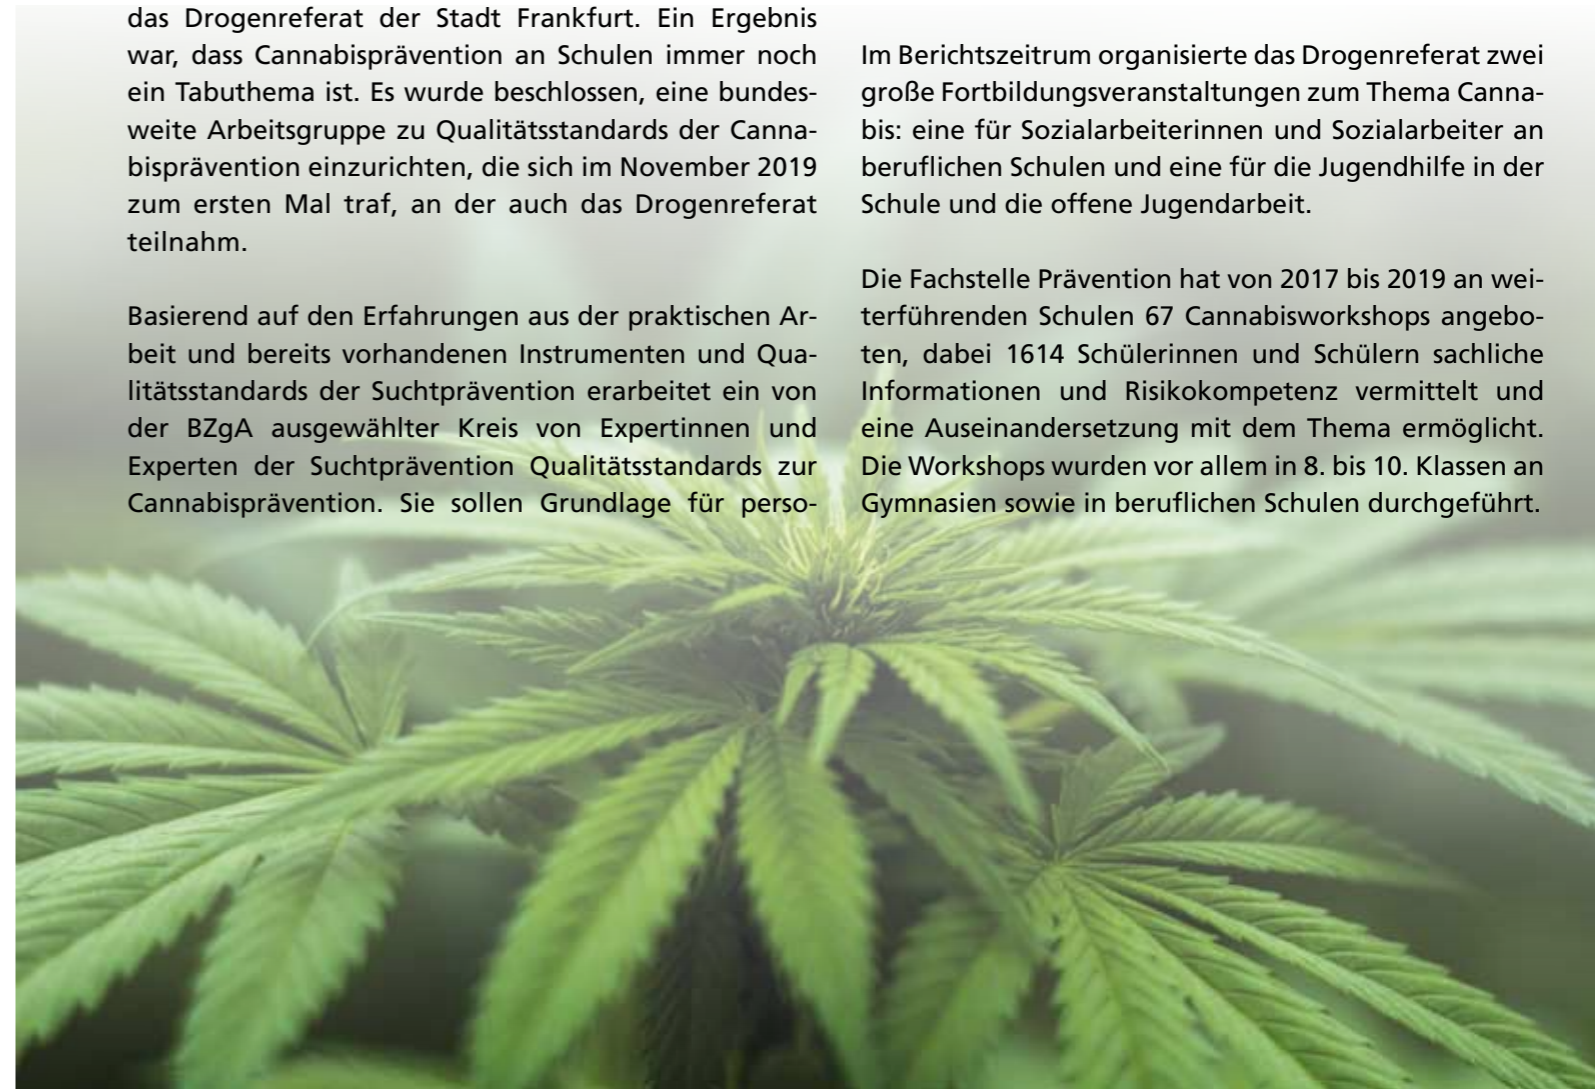 das Drogenreferat der Stadt Frankfurt. Ein Ergebnis
war, dass Cannabisprävention an Schulen immer noch
ein Tabuthema ist. Es wurde beschlossen, eine bundes-
weite Arbeitsgruppe zu Qualitätsstandards der Canna-
bisprävention einzurichten, die sich im November 2019
zum ersten Mal traf, an der auch das Drogenreferat
teilnahm.
Basierend auf den Erfahrungen aus der praktischen Ar-
beit und bereits vorhandenen Instrumenten und Qua-
litätsstandards der Suchtprävention erarbeitet ein von
der BZgA ausgewählter Kreis von Expertinnen und
Experten der Suchtprävention Qualitätsstandards zur
Cannabisprävention. Sie sollen Grundlage für perso-
Im Berichtszeitrum organisierte das Drogenreferat zwei
große Fortbildungsveranstaltungen zum Thema Canna-
bis: eine für Sozialarbeiterinnen und Sozialarbeiter an
beruflichen Schulen und eine für die Jugendhilfe in der
Schule und die offene Jugendarbeit.
Die Fachstelle Prävention hat von 2017 bis 2019 an wei-
terführenden Schulen 67 Cannabisworkshops angebo-
ten, dabei 1614 Schülerinnen und Schülern sachliche
Informationen und Risikokompetenz vermittelt und
eine Auseinandersetzung mit dem Thema ermöglicht.
Die Workshops wurden vor allem in 8. bis 10. Klassen an
Gymnasien sowie in beruflichen Schulen durchgeführt.